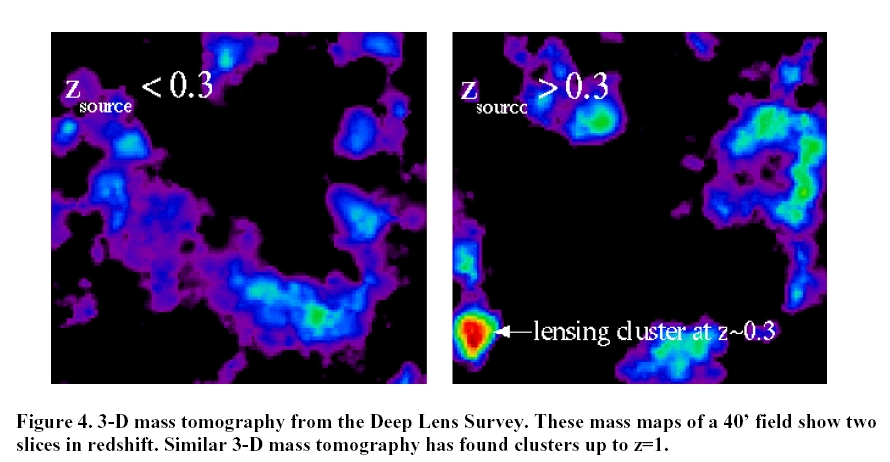 z source < 0.3
z source > 0.3
lensing cluster at z~0.3
Figure 4. 3-D mass tomography from the Deep Lens Survey. These mass maps of a 40’ field show two
slices in redshift. Similar 3-D mass tomography has found clusters up to z=1.